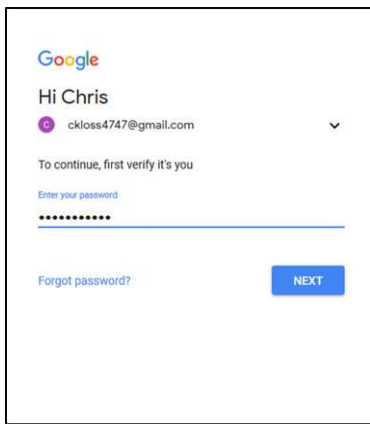 Google
Hi Chris
C ckloss4747@gmail.com
To continue, first verify it's you
Enter your password
•••••••••••
Forgot password? NEXT